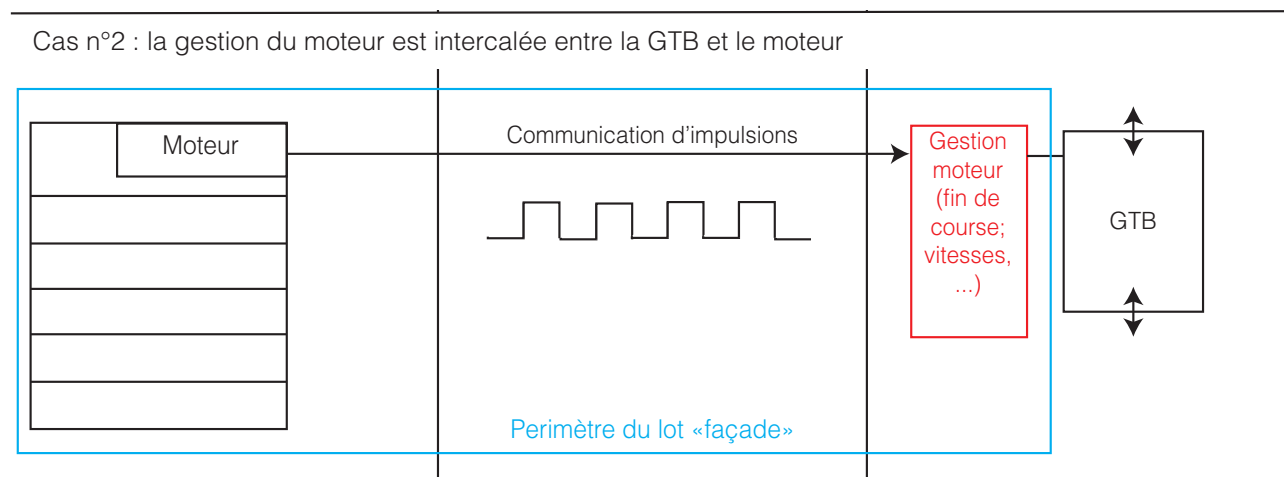 Cas n°2 : la gestion du moteur est intercalée entre la GTB et le moteur
Moteur
Communication d’impulsions
Gestion
moteur
(fin de
course;
vitesses,
...)
GTB
Perimètre du lot «façade»